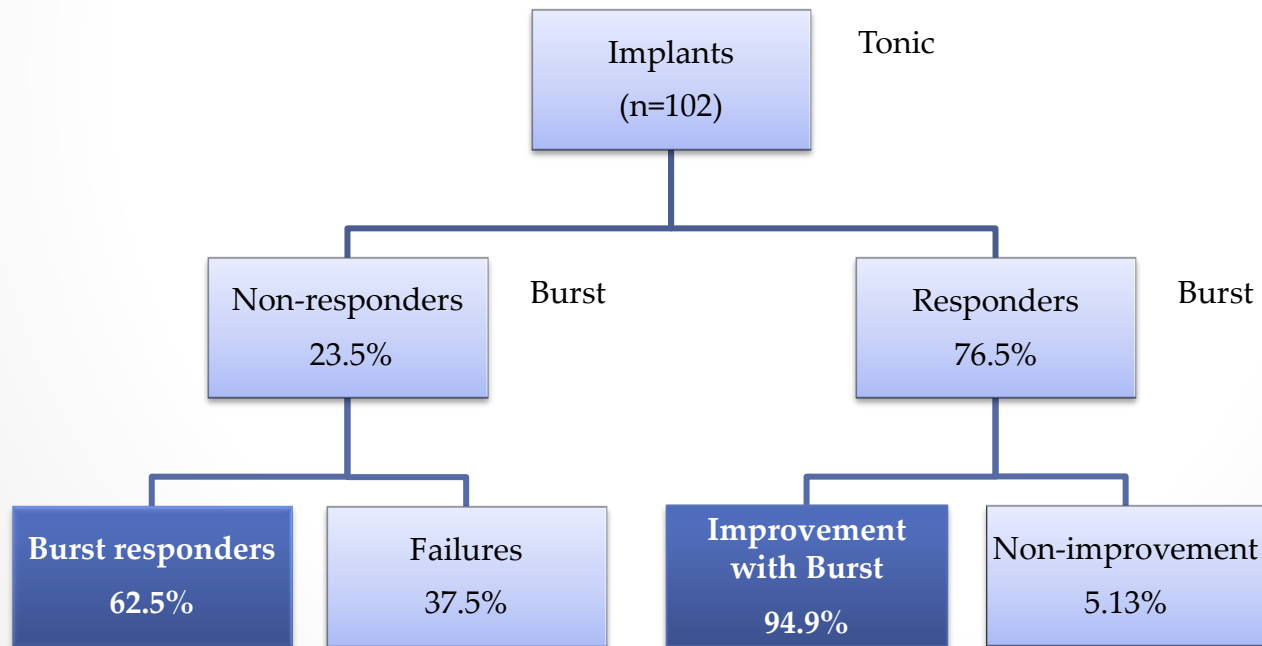 Implants
(n=102)
Tonic
Non-responders
23.5%
Burst
Responders
76.5%
Burst
Burst responders
62.5%
Failures
37.5%
Improvement
with Burst
94.9%
Non-improvement
5.13%